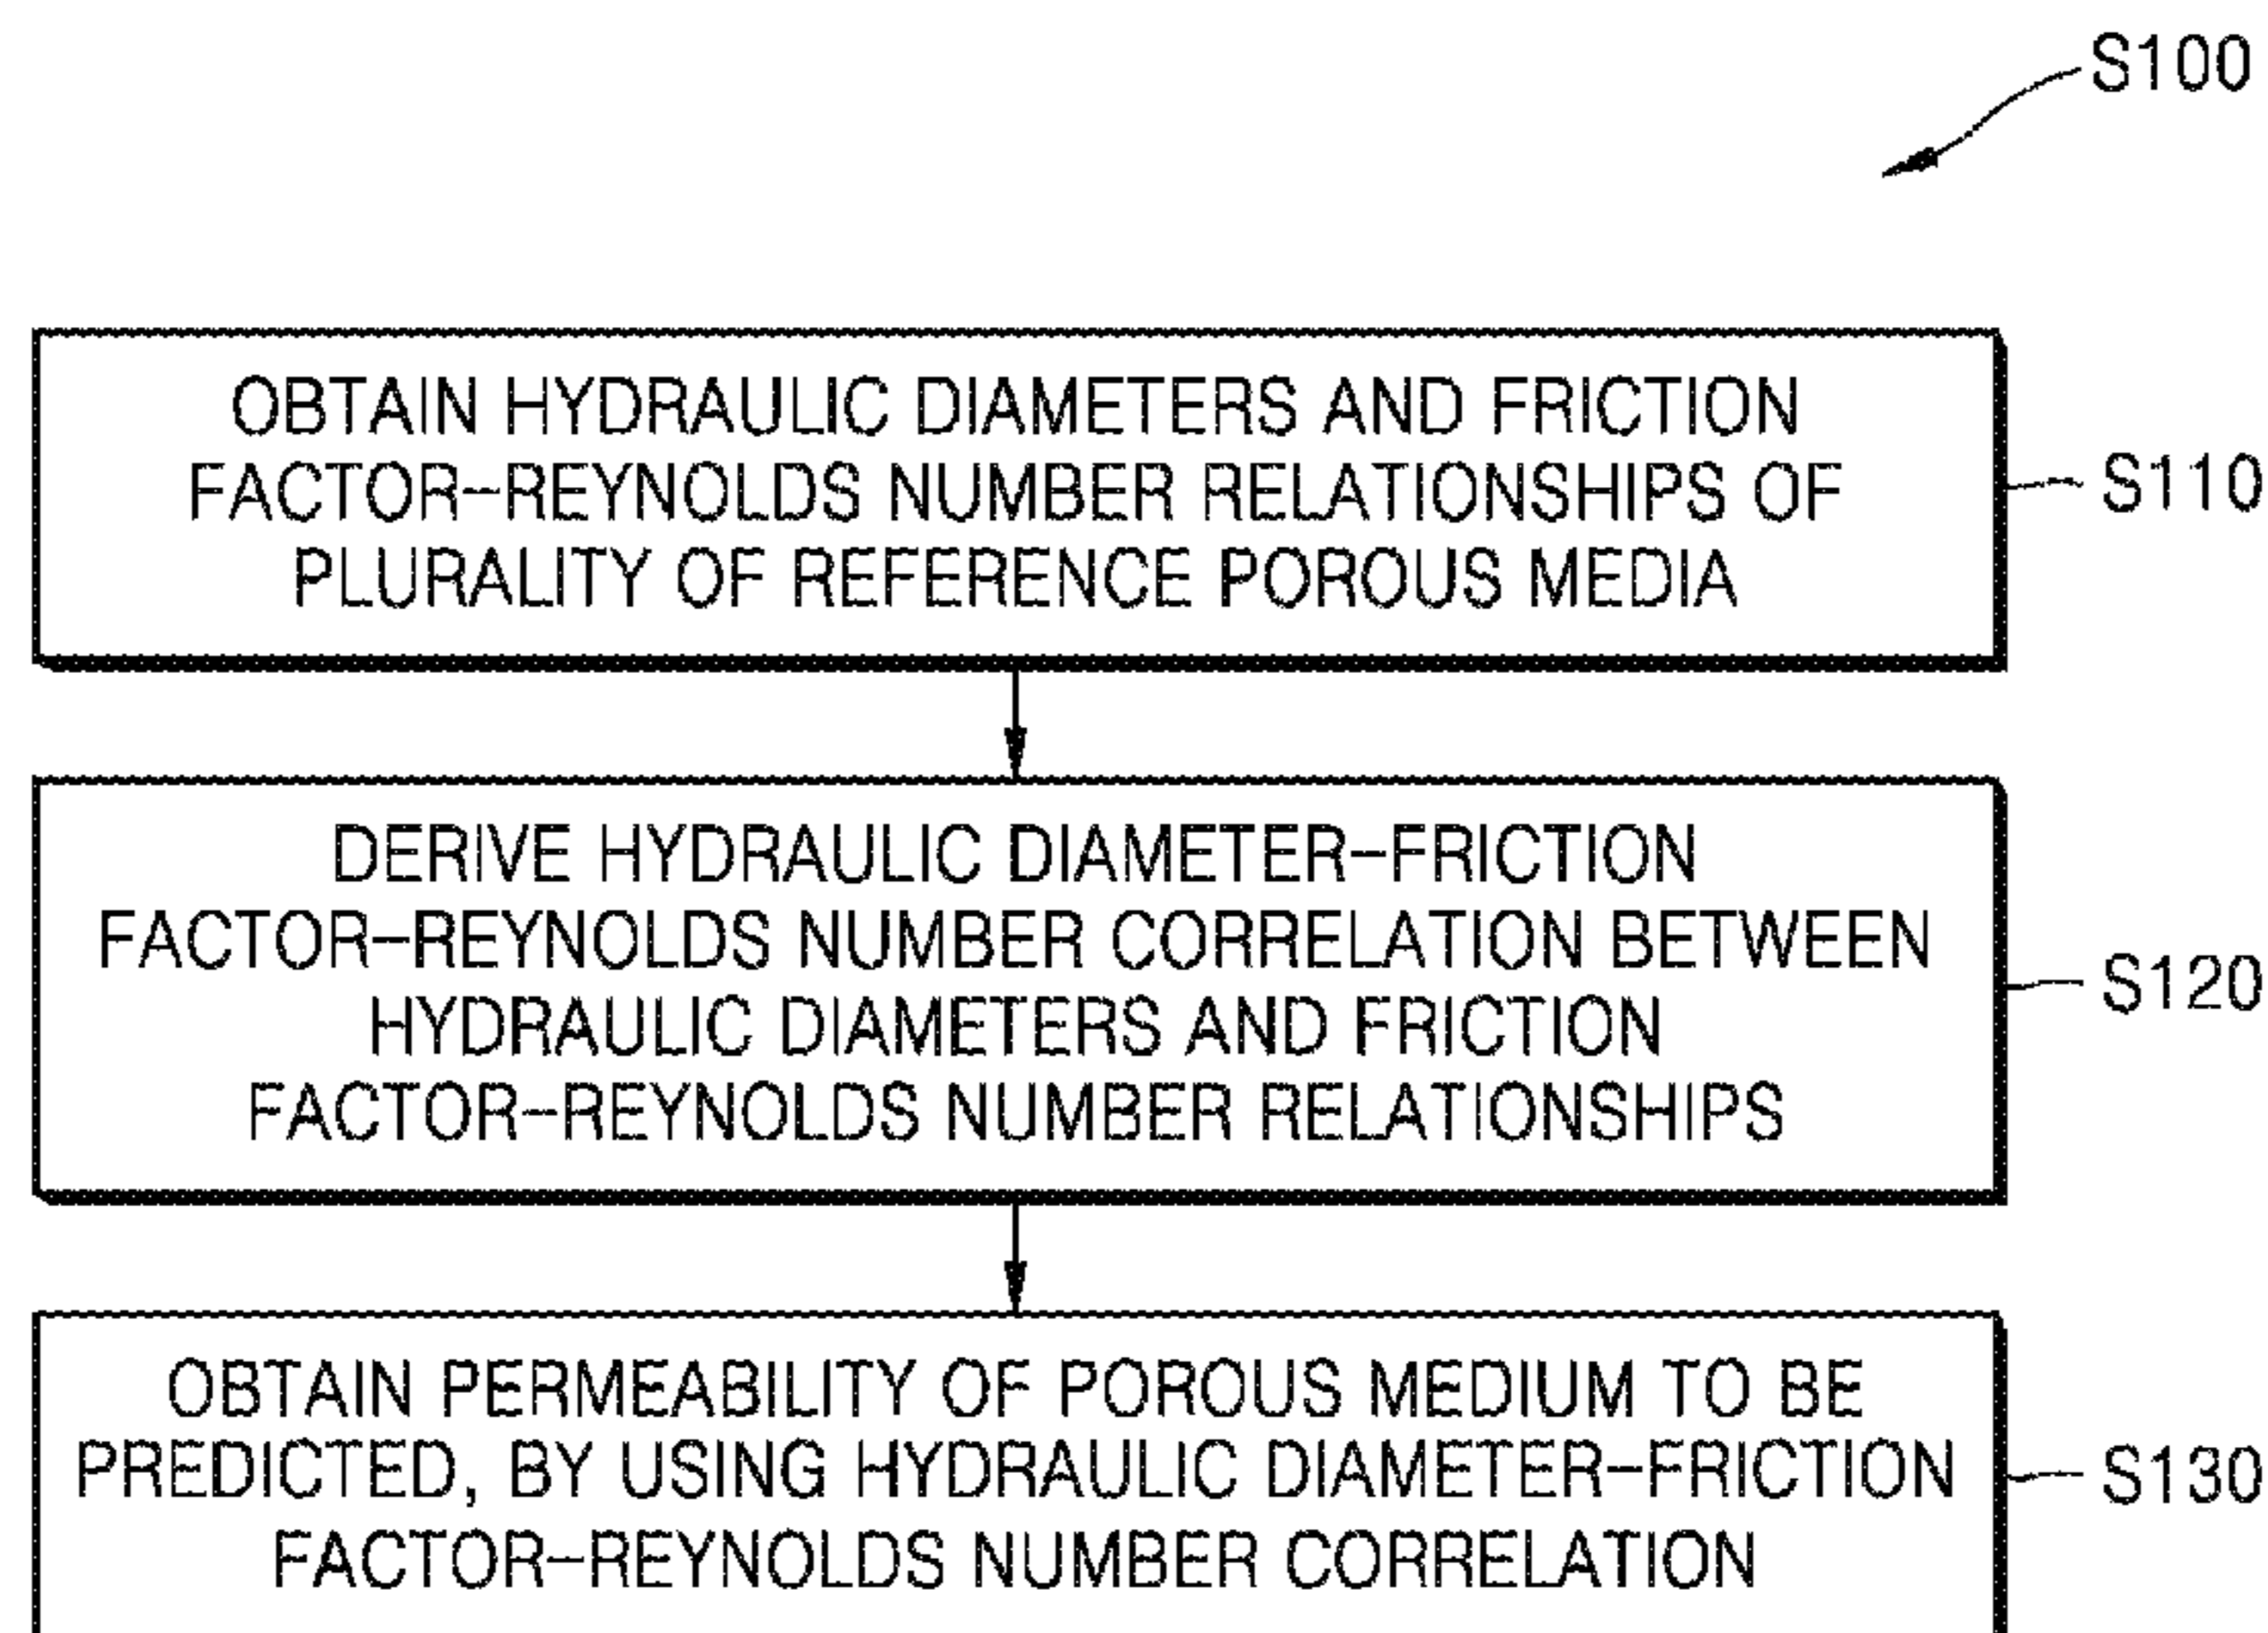 S100
OBTAIN HYDRAULIC DIAMETERS AND FRICTION
FACTOR-REYNOLDS NUMBER RELATIONSHIPS OF
PLURALITY OF REFERENCE POROUS MEDIA
S110
DERIVE HYDRAULIC DIAMETER-FRICTION
FACTOR-REYNOLDS NUMBER CORRELATION BETWEEN
HYDRAULIC DIAMETERS AND FRICTION
FACTOR-REYNOLDS NUMBER RELATIONSHIPS
S120
OBTAIN PERMEABILITY OF POROUS MEDIUM TO BE
PREDICTED, BY USING HYDRAULIC DIAMETER-FRICTION
FACTOR-REYNOLDS NUMBER CORRELATION
S130